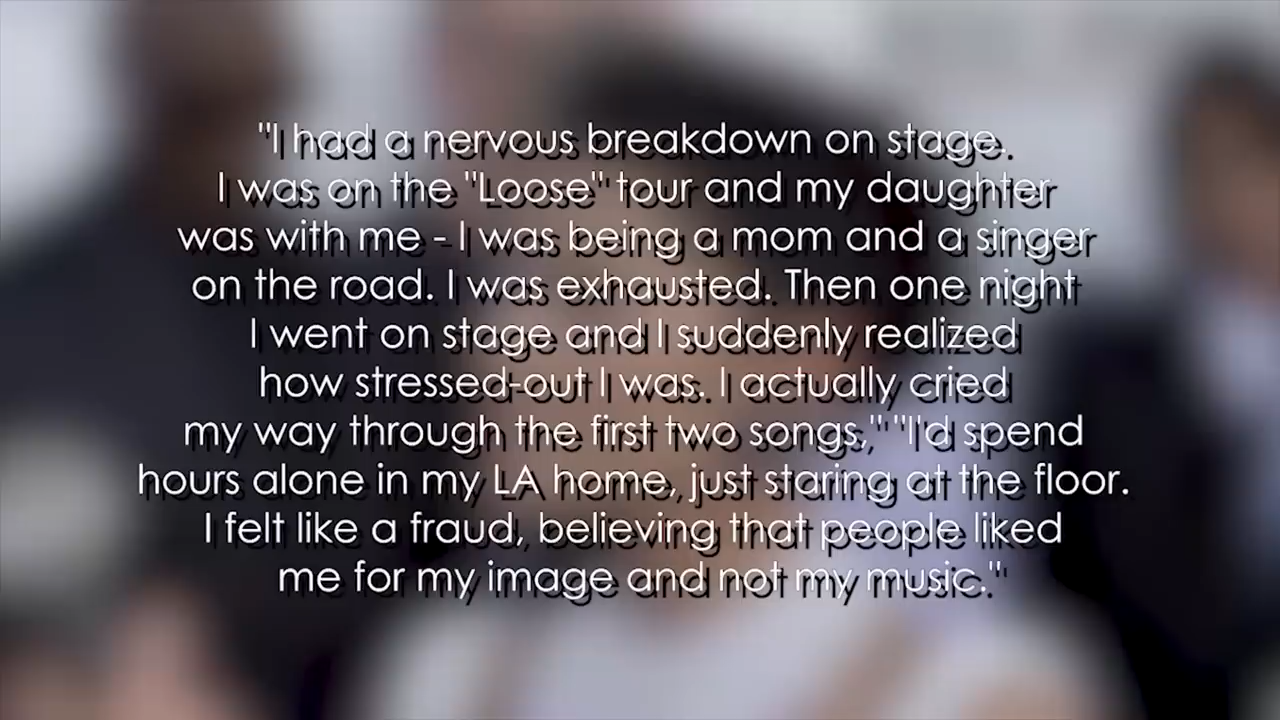 "I had a nervous breakdown on stage.
I was on the "Loose" tour and my daughter
was with me - I was being a mom and a singer
on the road. I was exhausted. Then one night
I went on stage and I suddenly realized
how stressed-out I was. I actually cried
my way through the first two songs," "I'd spend
hours alone in my LA home, just staring at the floor.
I felt like a fraud, believing that people liked
me for my image and not my music."